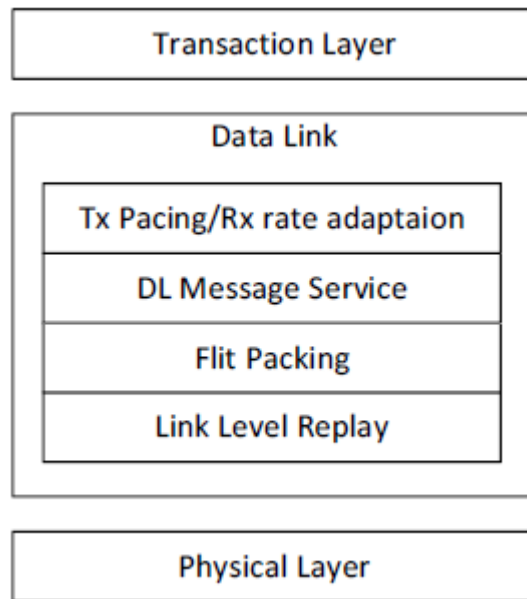 Transaction Layer
Data Link
Tx Pacing/Rx rate adaptaion
DL Message Service
Flit Packing
Link Level Replay
Physical Layer